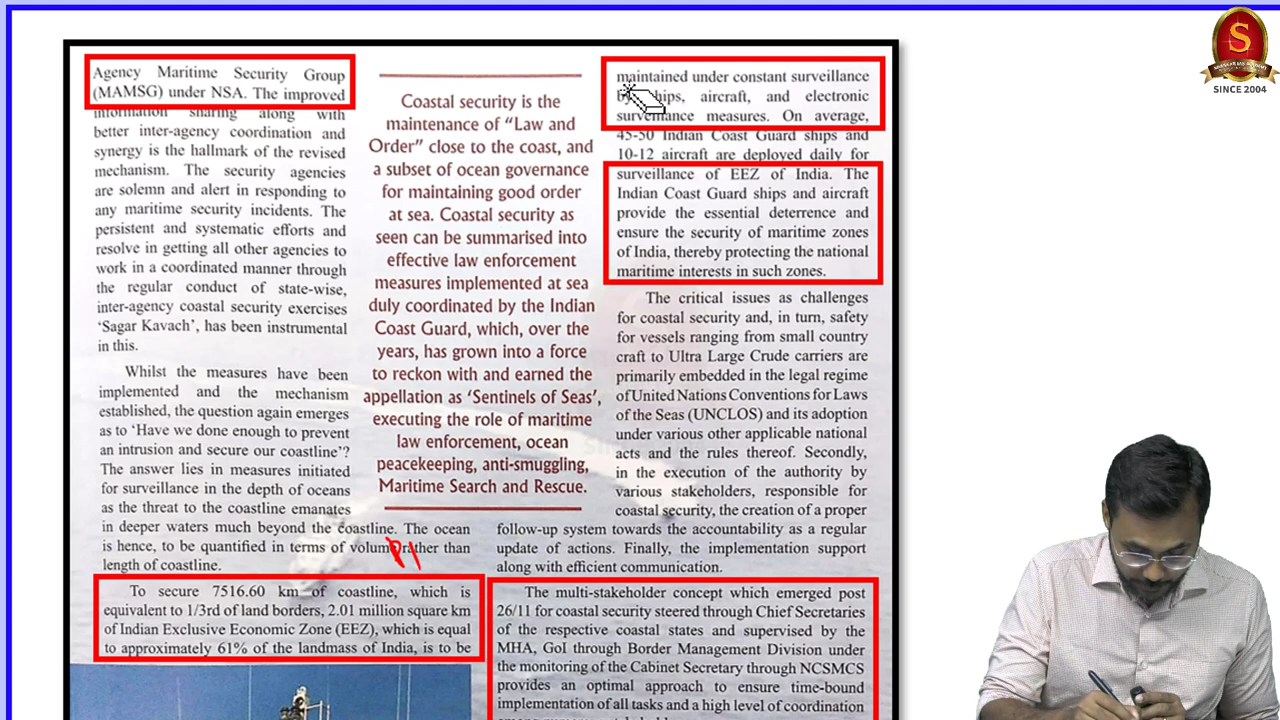 Agency Maritime Security Group
(MAMSG) under NSA. The improved
information sharing along with
better inter-agency coordination and
synergy is the hallmark of the revised
mechanism. The security agencies
are solemn and alert in responding to
any maritime security incidents. The
persistent and systematic efforts and
resolve in getting all other agencies to
work in a coordinated manner through
the regular conduct of state-wise,
inter-agency coastal security exercises
‘Sagar Kavach’, has been instrumental
in this.
Whilst the measures have been
implemented and the mechanism
established, the question again emerges
as to ‘Have we done enough to prevent
an intrusion and secure our coastline’?
The answer lies in measures initiated
for surveillance in the depth of oceans
as the threat to the coastline emanates
in deeper waters much beyond the coastline. The ocean
is hence, to be quantified in terms of volume rather than
length of coastline.
To secure 7516.60 km of coastline, which is
equivalent to 1/3rd of land borders, 2.01 million square km
of Indian Exclusive Economic Zone (EEZ), which is equal
to approximately 61% of the landmass of India, is to be
Coastal security is the
maintenance of “Law and
Order” close to the coast, and
a subset of ocean governance
for maintaining good order
at sea. Coastal security as
seen can be summarised into
effective law enforcement
measures implemented at sea
duly coordinated by the Indian
Coast Guard, which, over the
years, has grown into a force
to reckon with and earned the
appellation as ‘Sentinels of Seas’,
executing the role of maritime
law enforcement, ocean
peacekeeping, anti-smuggling,
Maritime Search and Rescue.
maintained under constant surveillance
by ships, aircraft, and electronic
surveillance measures. On average,
45-50 Indian Coast Guard ships and
10-12 aircraft are deployed daily for
surveillance of EEZ of India. The
Indian Coast Guard ships and aircraft
provide the essential deterrence and
ensure the security of maritime zones
of India, thereby protecting the national
maritime interests in such zones.
The critical issues as challenges
for coastal security and, in turn, safety
for vessels ranging from small country
craft to Ultra Large Crude carriers are
primarily embedded in the legal regime
of United Nations Conventions for Laws
of the Seas (UNCLOS) and its adoption
under various other applicable national
acts and the rules thereof. Secondly,
in the execution of the authority by
various stakeholders, responsible for
coastal security, the creation of a proper
follow-up system towards the accountability as a regular
update of actions. Finally, the implementation support
along with efficient communication.
The multi-stakeholder concept which emerged post
26/11 for coastal security steered through Chief Secretaries
of the respective coastal states and supervised by the
MHA, GoI through Border Management Division under
the monitoring of the Cabinet Secretary through NCSMCS
provides an optimal approach to ensure time-bound
implementation of all tasks and a high level of coordination
S
SINCE 2004